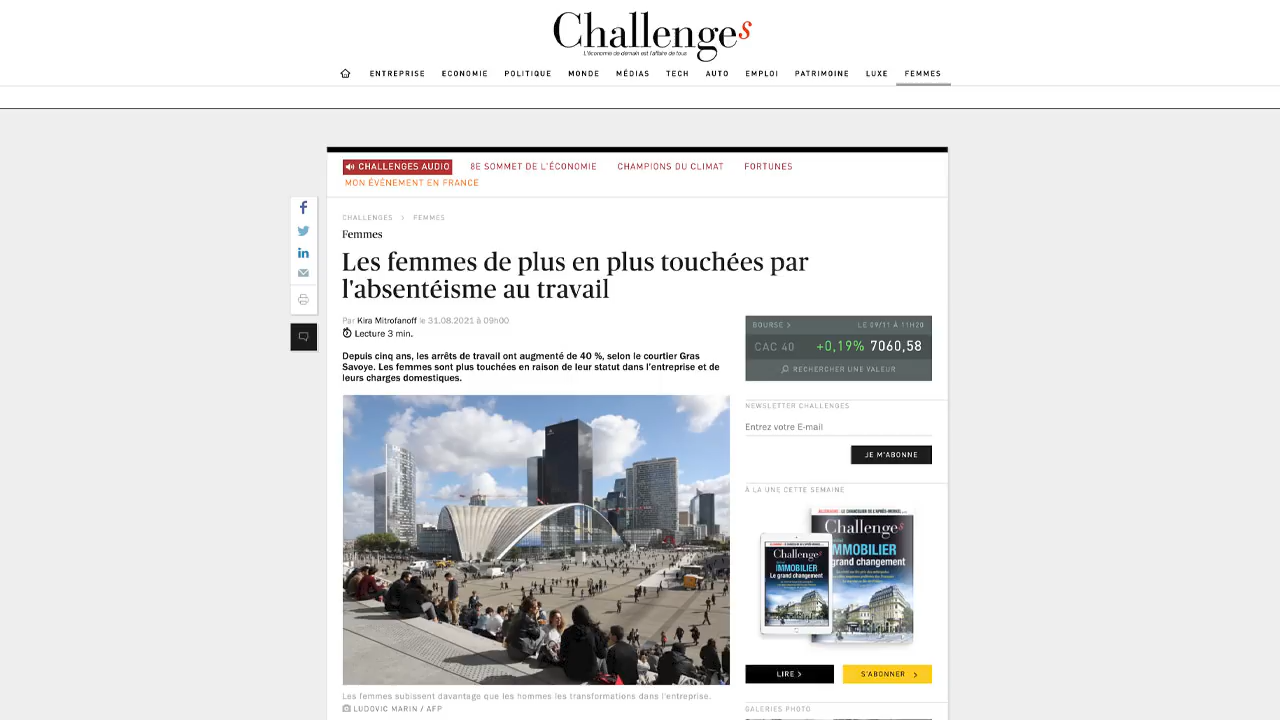 Challenges
L'économie de demain est l'affaire de tous
ENTREPRISE ECONOMIE POLITIQUE MONDE MÉDIAS TECH AUTO EMPLOI PATRIMOINE LUXE FEMMES
CHALLENGES AUDIO 8E SOMMET DE L'ÉCONOMIE CHAMPIONS DU CLIMAT FORTUNES
MON ÉVÉNEMENT EN FRANCE
CHALLENGES > FEMMES
Femmes
Les femmes de plus en plus touchées par
l'absentéisme au travail
Par Kira Mitrofanoff le 31.08.2021 à 09h00
Lecture 3 min.
Depuis cinq ans, les arrêts de travail ont augmenté de 40 %, selon le courtier Gras
Savoye. Les femmes sont plus touchées en raison de leur statut dans l'entreprise et de
leurs charges domestiques.
Les femmes subissent davantage que les hommes les transformations dans l'entreprise.
LUDOVIC MARIN / AFP
BOURSE > LE 09/11 À 11H20
CAC 40 +0,19% 7060,58
RECHERCHER UNE VALEUR
NEWSLETTER CHALLENGES
Entrez votre E-mail
JE M'ABONNE
À LA UNE CETTE SEMAINE
Challenges
IMMOBILIER
Le grand changement
Challenges
IMMOBILIER
grand changement
LIRE >
S'ABONNER >
GALERIES PHOTO